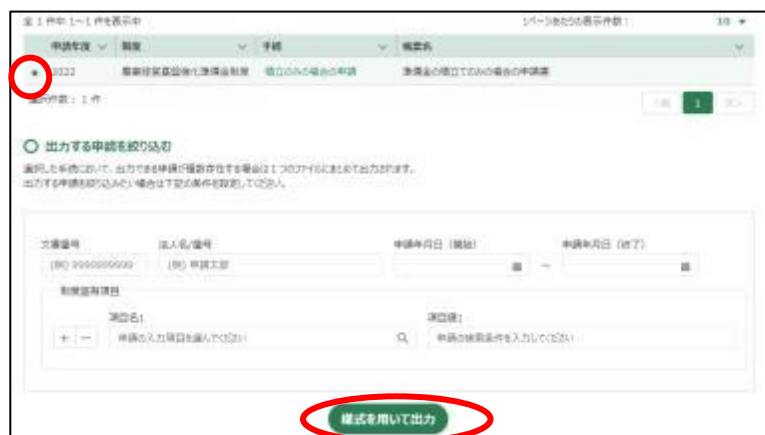 全 1 件中 1~1 件を表示中 1ページあたりの表示件数： 10
申請年度 制度 手続 帳票名
2022 農業経営基盤強化準備金制度 積立のみの場合の申請 準備金の積立てのみの場合の申請書
選択件数：1 件 <前 1 次>
出力する申請を絞り込む
選択した手続において、出力できる申請が複数存在する場合は1つのファイルにまとめて出力されます。
出力する申請を絞り込みたい場合は下記の条件を設定してください。
文書番号 法人名/番号 申請年月日（開始） 申請年月日（終了）
(例) 9999999999 (例) 申請太郎 ~
制度固有項目
項目名1 項目値1
+ - 申請の入力項目を選んでください 申請の検索条件を入力してください
様式を用いて出力